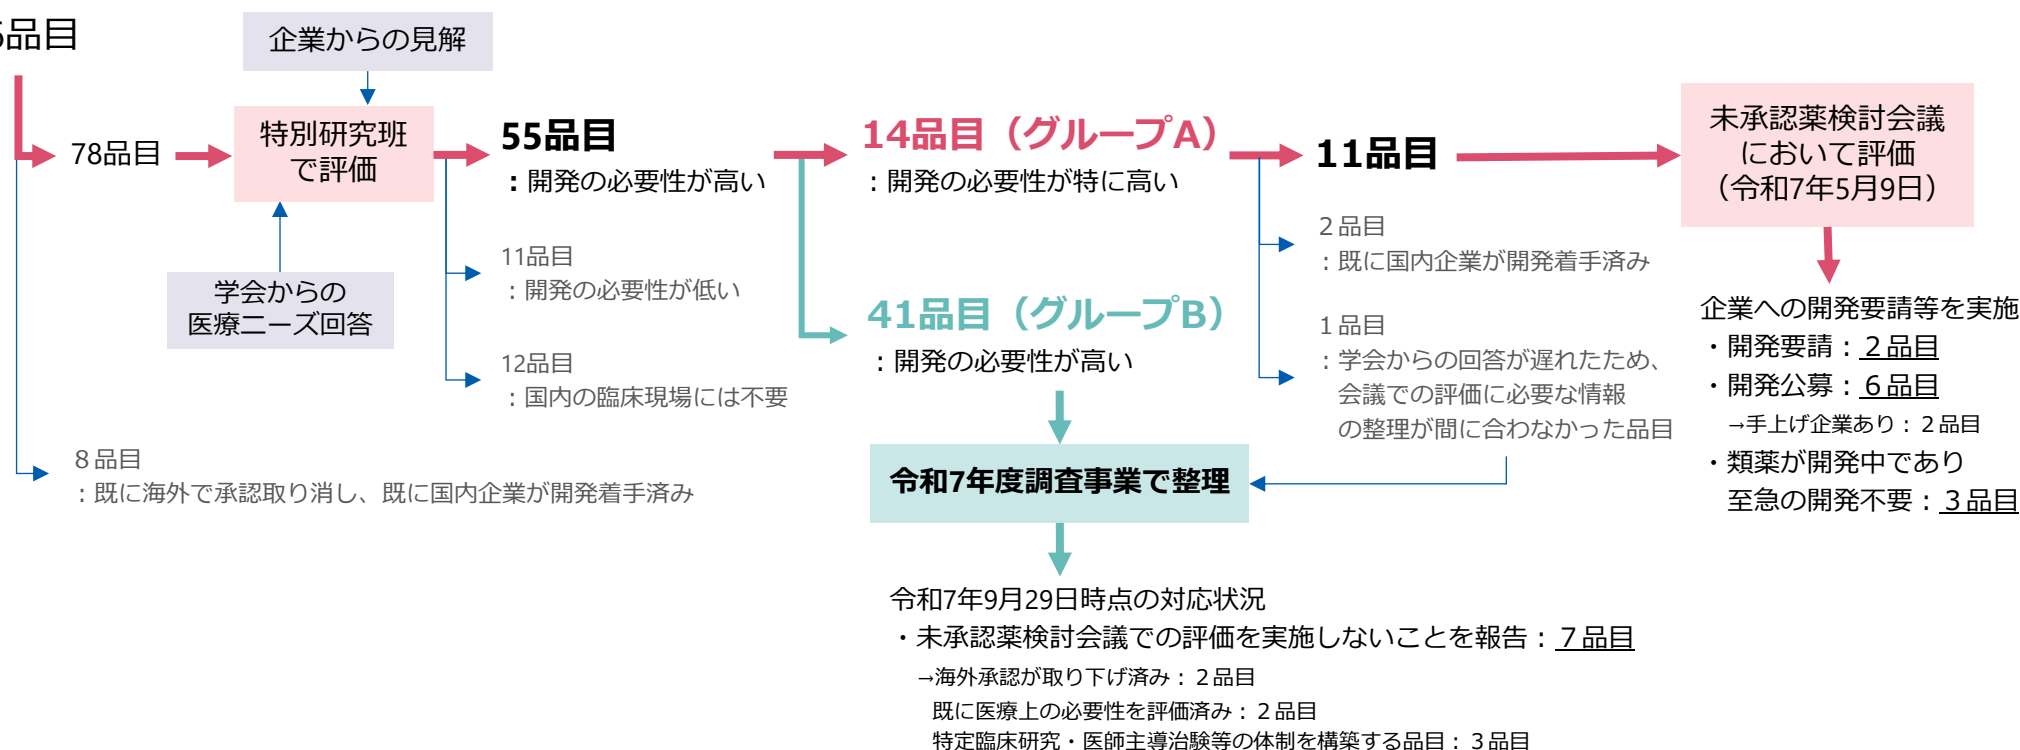 品目
企業からの見解
78品目
特別研究班
で評価
学会からの
医療ニーズ回答
55品目
：開発の必要性が高い
11品目
：開発の必要性が低い
12品目
：国内の臨床現場には不要
８品目
：既に海外で承認取り消し、既に国内企業が開発着手済み
14品目（グループA）
：開発の必要性が特に高い
41品目（グループB）
：開発の必要性が高い
11品目
２品目
：既に国内企業が開発着手済み
１品目
：学会からの回答が遅れたため、
会議での評価に必要な情報
の整理が間に合わなかった品目
令和7年度調査事業で整理
令和7年9月29日時点の対応状況
・未承認薬検討会議での評価を実施しないことを報告：７品目
→海外承認が取り下げ済み：２品目
既に医療上の必要性を評価済み：２品目
特定臨床研究・医師主導治験等の体制を構築する品目：３品目
未承認薬検討会議
において評価
（令和7年5月9日）
企業への開発要請等を実施
・開発要請：２品目
・開発公募：６品目
→手上げ企業あり：２品目
・類薬が開発中であり
至急の開発不要：３品目